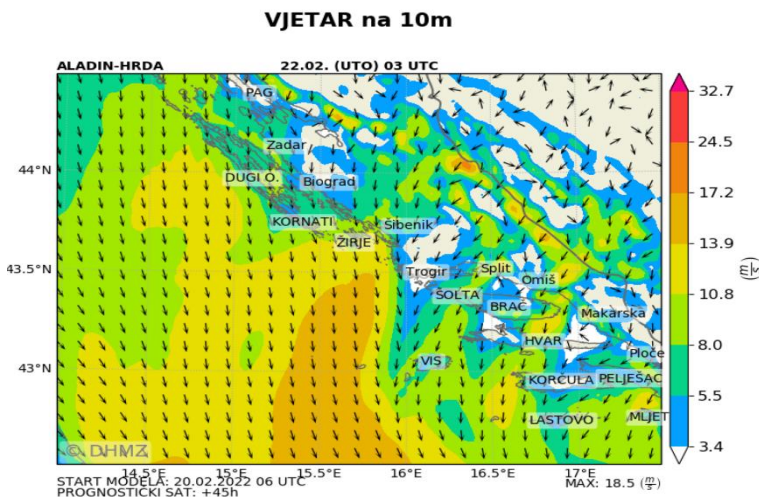 VJETAR na 10m
ALADIN-HRDA 22.02. (UTO) 03 UTC
PAG
Zadar
44°N
DUGI O.
Biograd
KORNATI
Šibenik
ŽIRJE
43.5°N
Trogir
Split
Omiš
ŠOLTA
BRAČ
Makarska
HVAR
Ploče
43°N
VIS
KORČULA
PELJEŠAC
LASTOVO
MLJET
© DHMZ
14.5°E 15°E 15.5°E 16°E 16.5°E 17°E
START MODELA: 20.02.2022 06 UTC
PROGNOSTICKI SAT: +45h
MAX: 18.5 (m/s)
32.7
24.5
17.2
13.9
10.8
8.0
5.5
3.4
(m/s)